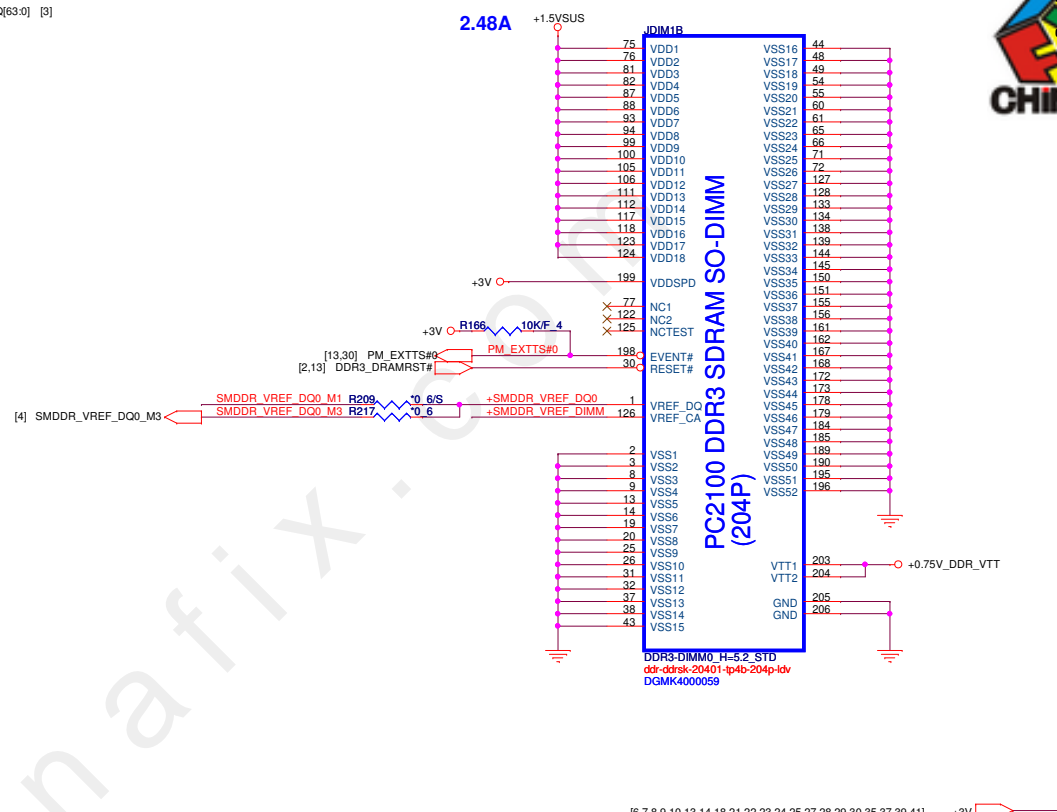 Q[63:0] [3]
2.48A
+1.5VSUS
JDIM1B
75 VDD1
76 VDD2
81 VDD3
82 VDD4
87 VDD5
88 VDD6
93 VDD7
94 VDD8
99 VDD9
100 VDD10
105 VDD11
106 VDD12
111 VDD13
112 VDD14
117 VDD15
118 VDD16
123 VDD17
124 VDD18
+3V 199 VDDSPD
77 NC1
122 NC2
125 NCTEST
+3V R166 10K/F_4
[13,30] PM_EXTTS#0 PM_EXTTS#0 198 EVENT#
[2,13] DDR3_DRAMRST# 30 RESET#
SMDDR_VREF_DQ0_M1 R209 *0_6/S +SMDDR_VREF_DQ0 1 VREF_DQ
[4] SMDDR_VREF_DQ0_M3 SMDDR_VREF_DQ0_M3 R217 *0_6 +SMDDR_VREF_DIMM 126 VREF_CA
2 VSS1
3 VSS2
8 VSS3
9 VSS4
13 VSS5
14 VSS6
19 VSS7
20 VSS8
25 VSS9
26 VSS10
31 VSS11
32 VSS12
37 VSS13
38 VSS14
43 VSS15
PC2100 DDR3 SDRAM SO-DIMM
(204P)
VSS16 44
VSS17 48
VSS18 49
VSS19 54
VSS20 55
VSS21 60
VSS22 61
VSS23 65
VSS24 66
VSS25 71
VSS26 72
VSS27 127
VSS28 128
VSS29 133
VSS30 134
VSS31 138
VSS32 139
VSS33 144
VSS34 145
VSS35 150
VSS36 151
VSS37 155
VSS38 156
VSS39 161
VSS40 162
VSS41 167
VSS42 168
VSS43 172
VSS44 173
VSS45 178
VSS46 179
VSS47 184
VSS48 185
VSS49 189
VSS50 190
VSS51 195
VSS52 196
VTT1 203 +0.75V_DDR_VTT
VTT2 204
GND 205
GND 206
DDR3-DIMM0_H=5.2_STD
ddr-ddrsk-20401-tp4b-204p-ldv
DGMK4000059
nafix.com